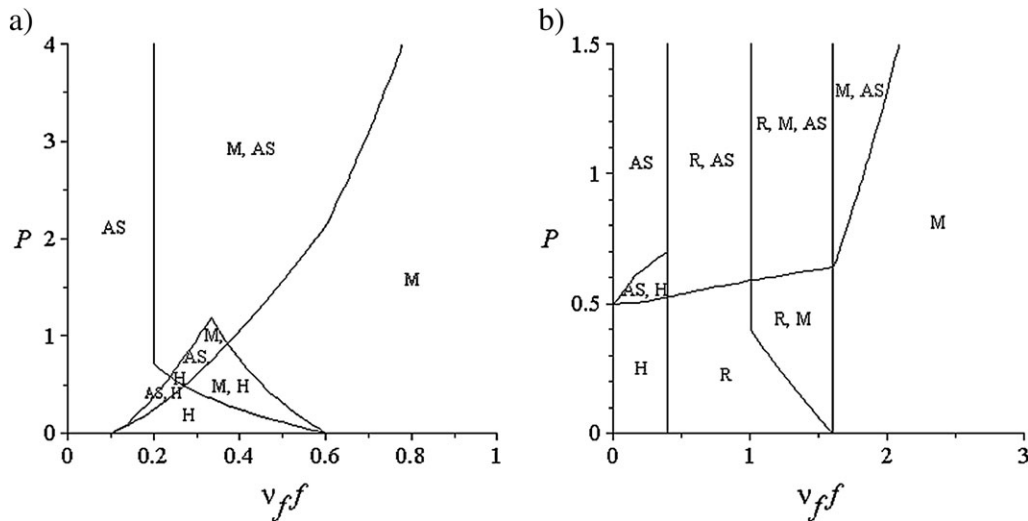 a)
4
3
2
1
0
P
AS
M, AS
M
M,
AS,
H
AS, H
M, H
H
0
0.2
0.4
0.6
0.8
1
ν_f f
b)
1.5
1
0.5
0
P
AS
R, AS
R, M, AS
M, AS
M
AS, H
R, M
H
R
0
1
2
3
ν_f f